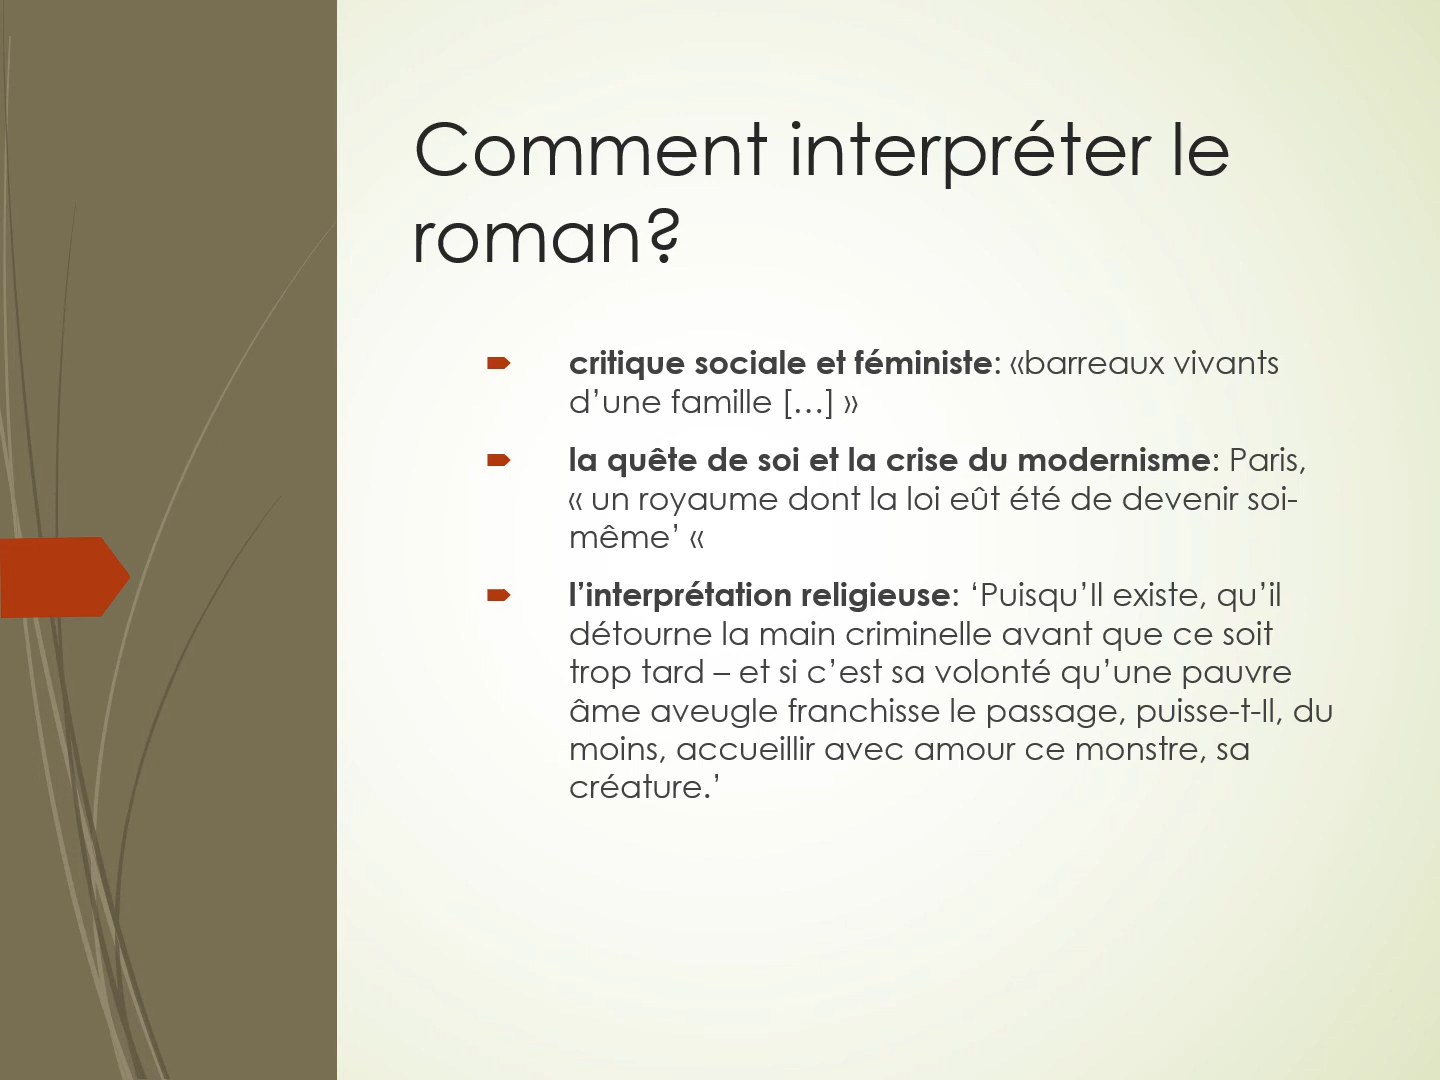 Comment interpréter le
roman?
critique sociale et féministe: «barreaux vivants
d’une famille […] »
la quête de soi et la crise du modernisme: Paris,
« un royaume dont la loi eût été de devenir soi-
même’ «
l’interprétation religieuse: ‘Puisqu’Il existe, qu’il
détourne la main criminelle avant que ce soit
trop tard – et si c’est sa volonté qu’une pauvre
âme aveugle franchisse le passage, puisse-t-Il, du
moins, accueillir avec amour ce monstre, sa
créature.’